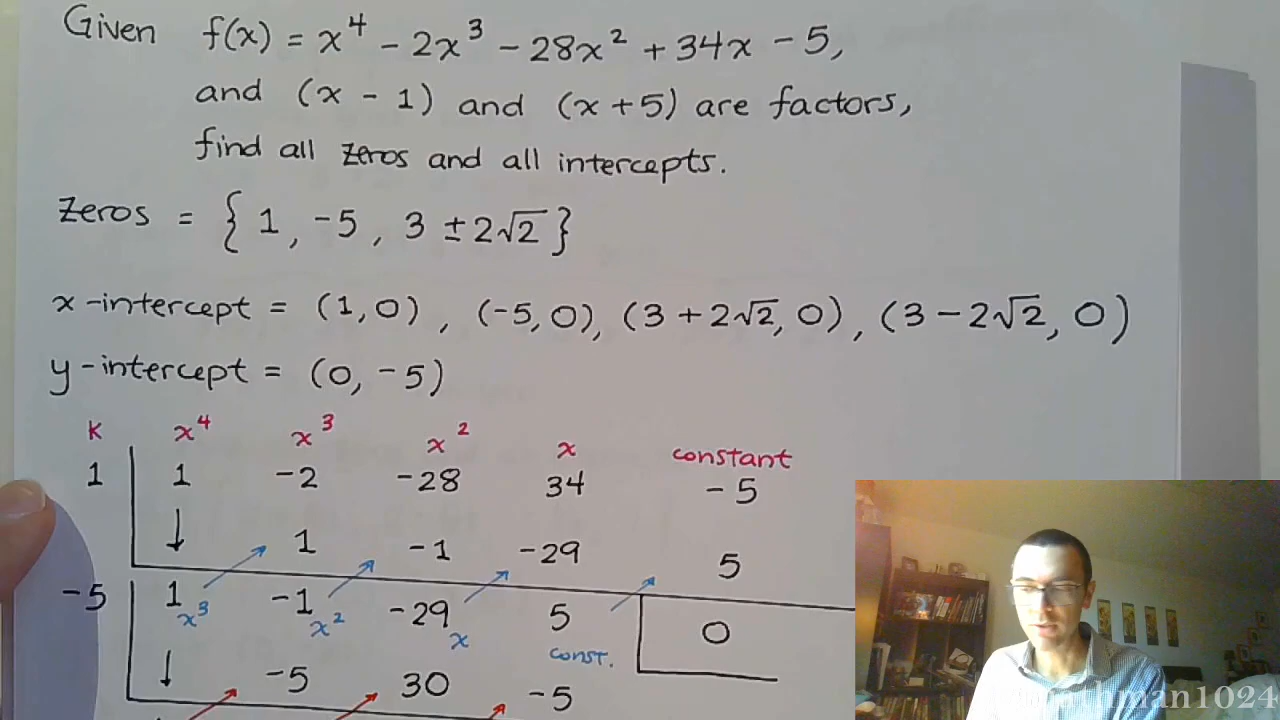 Given f(x) = x⁴ - 2x³ - 28x² + 34x - 5,
and (x - 1) and (x + 5) are factors,
find all zeros and all intercepts.
zeros = { 1, -5, 3 ± 2√2 }
x-intercept = (1, 0), (-5, 0), (3 + 2√2, 0), (3 - 2√2, 0)
y-intercept = (0, -5)
K x⁴ x³ x² x constant
1 1 -2 -28 34 -5
1 -1 -29 5
-5 1 -1 -29 5 0
x³ x² x const.
-5 30 -5